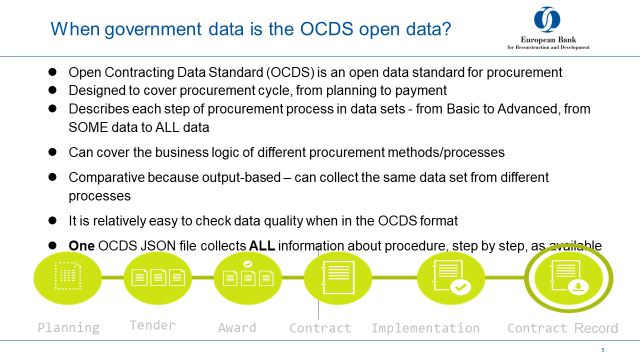 When government data is the OCDS open data?
European Bank
for Reconstruction and Development
● Open Contracting Data Standard (OCDS) is an open data standard for procurement
● Designed to cover procurement cycle, from planning to payment
● Describes each step of procurement process in data sets - from Basic to Advanced, from
SOME data to ALL data
● Can cover the business logic of different procurement methods/processes
● Comparative because output-based – can collect the same data set from different
processes
● It is relatively easy to check data quality when in the OCDS format
● One OCDS JSON file collects ALL information about procedure, step by step, as available
Planning Tender Award Contract Implementation Contract Record
5